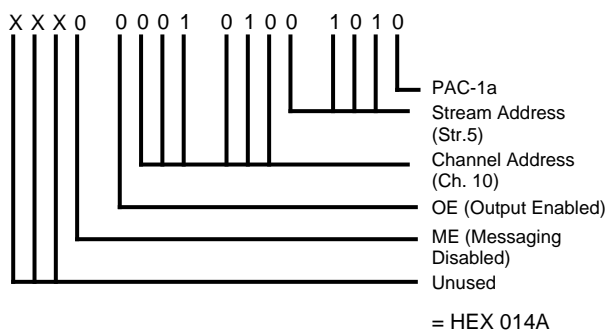 X X X 0 0 0 0 1 0 1 0 0 1 0 1 0
PAC-1a
Stream Address
(Str.5)
Channel Address
(Ch. 10)
OE (Output Enabled)
ME (Messaging
Disabled)
Unused
= HEX 014A